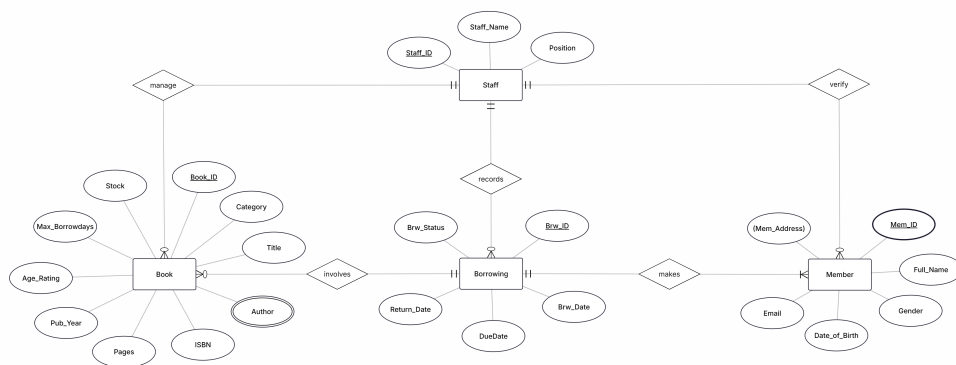 Staff_Name
Staff_ID
Position
manage
Staff
verify
records
Book_ID
Stock
Category
Max_Borrowdays
Brw_Status
Brw_ID
(Mem_Address)
Mem_ID
Title
Age_Rating
Book
involves
Borrowing
makes
Member
Full_Name
Author
Return_Date
Brw_Date
Email
Gender
Pub_Year
DueDate
Date_of_Birth
Pages
ISBN